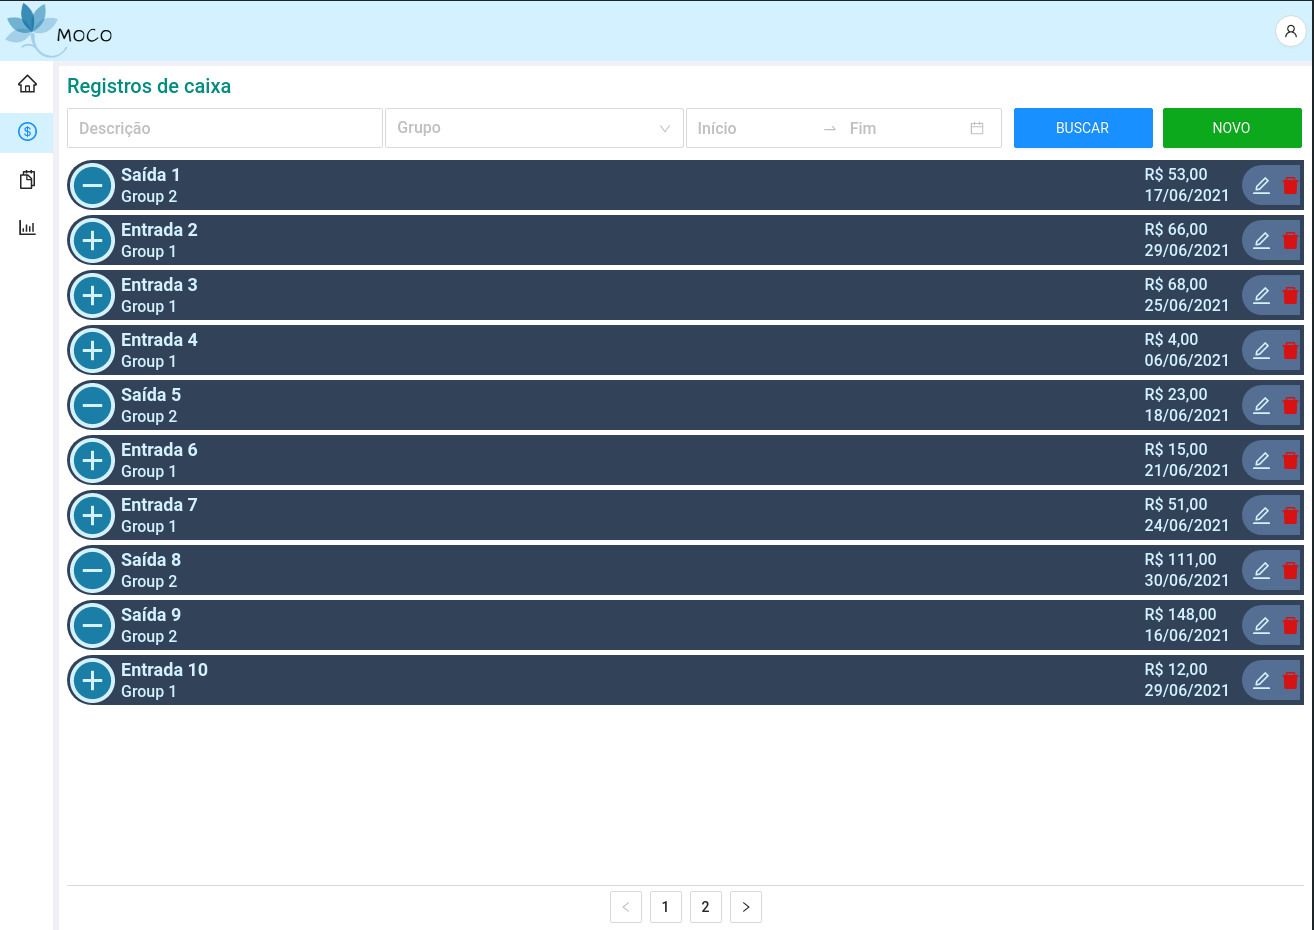 MOCO
Registros de caixa
Descrição Grupo Início Fim BUSCAR NOVO
Saída 1 R$ 53,00
Group 2 17/06/2021
Entrada 2 R$ 66,00
Group 1 29/06/2021
Entrada 3 R$ 68,00
Group 1 25/06/2021
Entrada 4 R$ 4,00
Group 1 06/06/2021
Saída 5 R$ 23,00
Group 2 18/06/2021
Entrada 6 R$ 15,00
Group 1 21/06/2021
Entrada 7 R$ 51,00
Group 1 24/06/2021
Saída 8 R$ 111,00
Group 2 30/06/2021
Saída 9 R$ 148,00
Group 2 16/06/2021
Entrada 10 R$ 12,00
Group 1 29/06/2021
1 2